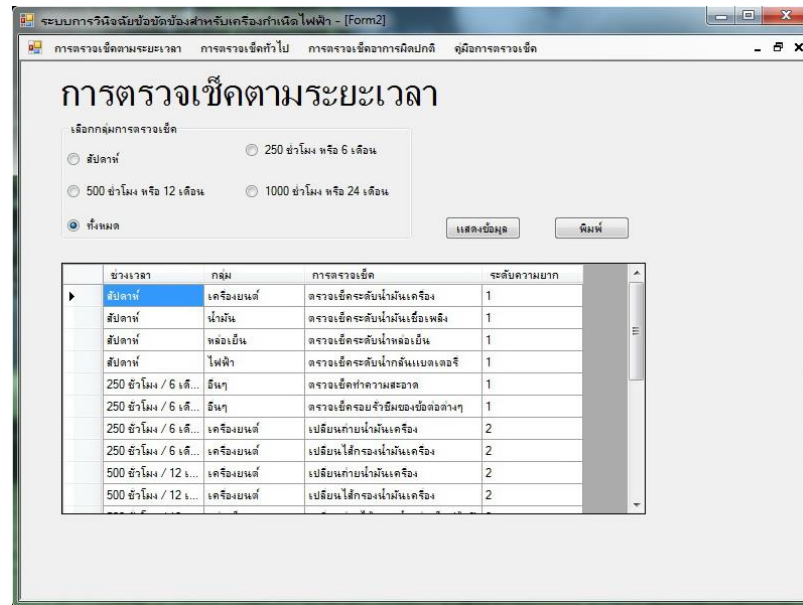 ระบบการวินิจฉัยข้อขัดข้องสำหรับเครื่องกำเนิดไฟฟ้า - [Form2]
การตรวจเช็คตามระยะเวลา การตรวจเช็คทั่วไป การตรวจเช็คอาการผิดปกติ คู่มือการตรวจเช็ค
การตรวจเช็คตามระยะเวลา
เลือกกลุ่มการตรวจเช็ค
สัปดาห์ 250 ชั่วโมง หรือ 6 เดือน
500 ชั่วโมง หรือ 12 เดือน 1000 ชั่วโมง หรือ 24 เดือน
ทั้งหมด แสดงข้อมูล พิมพ์
ช่วงเวลา กลุ่ม การตรวจเช็ค ระดับความยาก
สัปดาห์ เครื่องยนต์ ตรวจเช็คระดับน้ำมันเครื่อง 1
สัปดาห์ น้ำมัน ตรวจเช็คระดับน้ำมันเชื้อเพลิง 1
สัปดาห์ หล่อเย็น ตรวจเช็คระดับน้ำหล่อเย็น 1
สัปดาห์ ไฟฟ้า ตรวจเช็คระดับน้ำกลั่นแบตเตอรี่ 1
250 ชั่วโมง / 6 เดื... อื่นๆ ตรวจเช็คทำความสะอาด 1
250 ชั่วโมง / 6 เดื... อื่นๆ ตรวจเช็ครอยรั่วซึมของข้อต่อต่างๆ 1
250 ชั่วโมง / 6 เดื... เครื่องยนต์ เปลี่ยนถ่ายน้ำมันเครื่อง 2
250 ชั่วโมง / 6 เดื... เครื่องยนต์ เปลี่ยนไส้กรองน้ำมันเครื่อง 2
500 ชั่วโมง / 12 เ... เครื่องยนต์ เปลี่ยนถ่ายน้ำมันเครื่อง 2
500 ชั่วโมง / 12 เ... เครื่องยนต์ เปลี่ยนไส้กรองน้ำมันเครื่อง 2